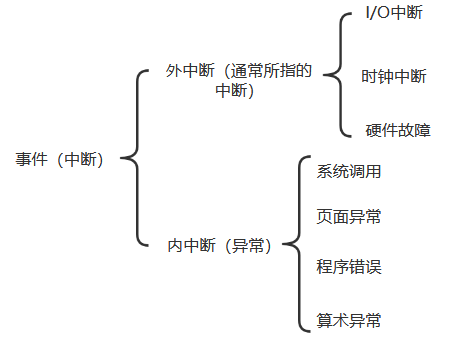 I/O中断
外中断（通常所指的
中断）
时钟中断
硬件故障
事件（中断）
系统调用
页面异常
内中断（异常）
程序错误
算术异常